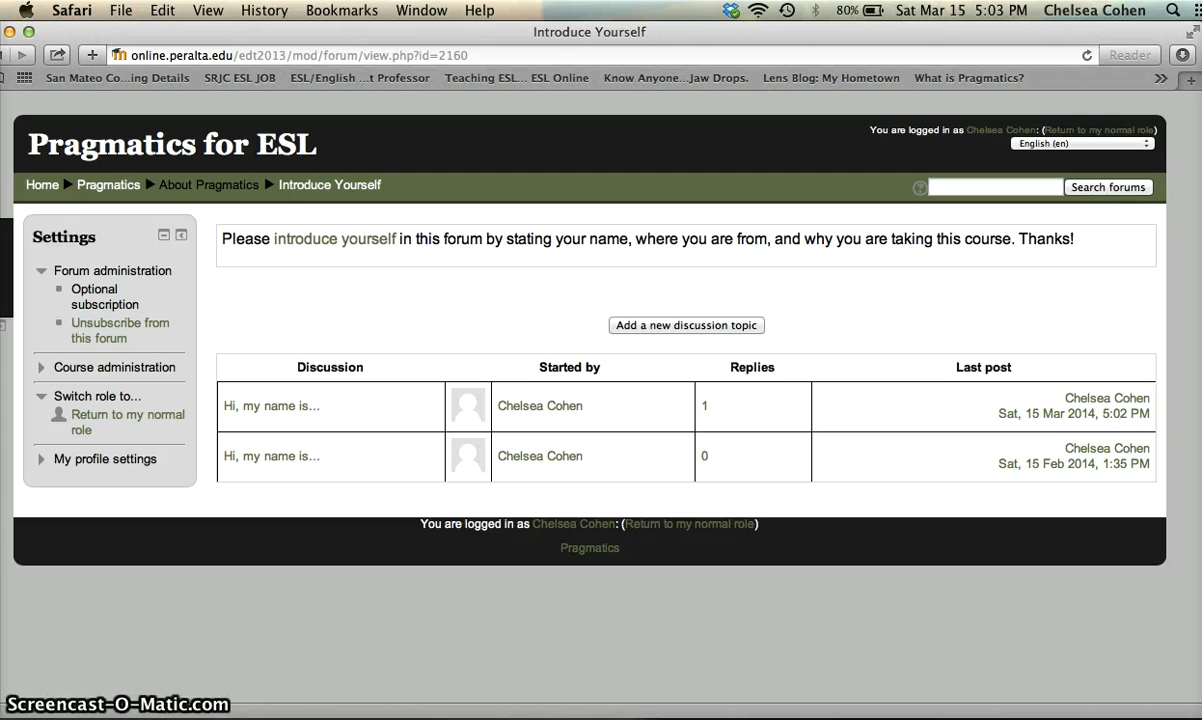 Safari File Edit View History Bookmarks Window Help 80% Sat Mar 15 5:03 PM Chelsea Cohen
Introduce Yourself
online.peralta.edu/edt2013/mod/forum/view.php?id=2160 Reader
San Mateo Co...ing Details SRJC ESL JOB ESL/English ...t Professor Teaching ESL... ESL Online Know Anyone...Jaw Drops. Lens Blog: My Hometown What is Pragmatics?
You are logged in as Chelsea Cohen: (Return to my normal role)
Pragmatics for ESL
English (en)
Home Pragmatics About Pragmatics Introduce Yourself
Search forums
Settings
Forum administration
Optional
subscription
Unsubscribe from
this forum
Course administration
Switch role to...
Return to my normal
role
My profile settings
Please introduce yourself in this forum by stating your name, where you are from, and why you are taking this course. Thanks!
Add a new discussion topic
Discussion Started by Replies Last post
Hi, my name is... Chelsea Cohen 1 Chelsea Cohen
Sat, 15 Mar 2014, 5:02 PM
Hi, my name is... Chelsea Cohen 0 Chelsea Cohen
Sat, 15 Feb 2014, 1:35 PM
You are logged in as Chelsea Cohen: (Return to my normal role)
Pragmatics
Screencast-O-Matic.com